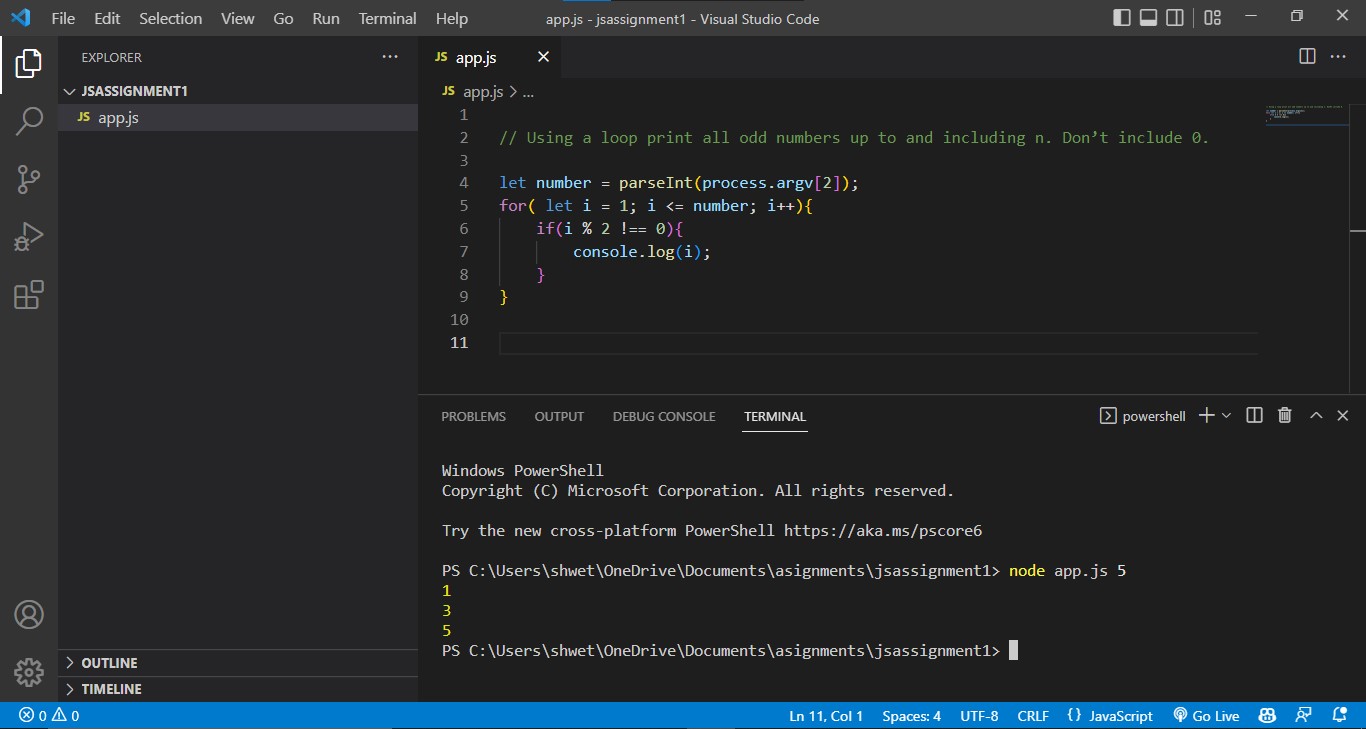 File Edit Selection View Go Run Terminal Help app.js - jsassignment1 - Visual Studio Code
EXPLORER ...
JSASSIGNMENT1
JS app.js
JS app.js
JS app.js > ...
1
2 // Using a loop print all odd numbers up to and including n. Don’t include 0.
3
4 let number = parseInt(process.argv[2]);
5 for( let i = 1; i <= number; i++){
6 if(i % 2 !== 0){
7 console.log(i);
8 }
9 }
10
11
PROBLEMS OUTPUT DEBUG CONSOLE TERMINAL powershell
Windows PowerShell
Copyright (C) Microsoft Corporation. All rights reserved.
Try the new cross-platform PowerShell https://aka.ms/pscore6
PS C:\Users\shwet\OneDrive\Documents\asignments\jsassignment1> node app.js 5
1
3
5
PS C:\Users\shwet\OneDrive\Documents\asignments\jsassignment1>
OUTLINE
TIMELINE
0 0 Ln 11, Col 1 Spaces: 4 UTF-8 CRLF {} JavaScript Go Live